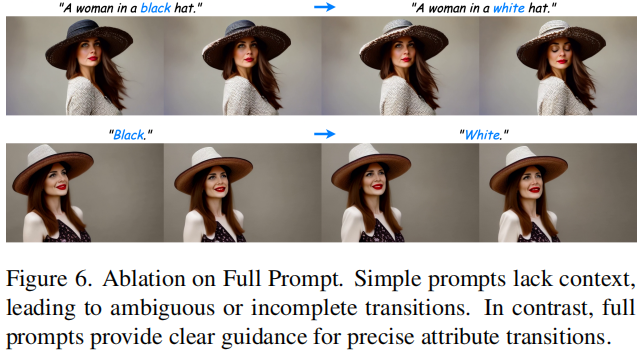 "A woman in a black hat." → "A woman in a white hat."
"Black." → "White."
Figure 6. Ablation on Full Prompt. Simple prompts lack context,
leading to ambiguous or incomplete transitions. In contrast, full
prompts provide clear guidance for precise attribute transitions.